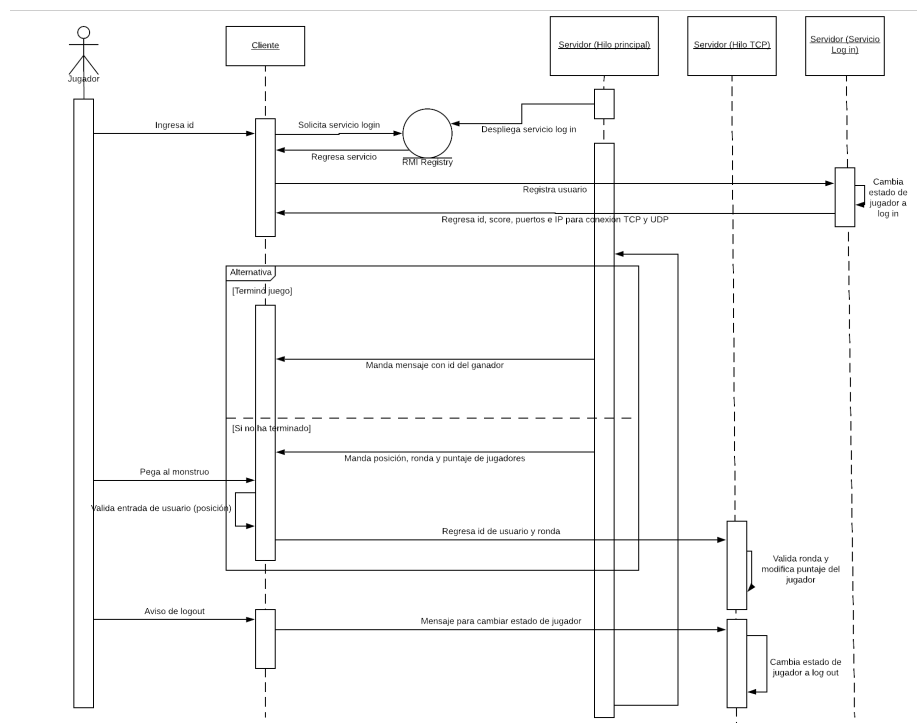 Jugador
Cliente
Servidor (Hilo principal)
Servidor (Hilo TCP)
Servidor (Servicio
Log in)
Ingresa id
Solicita servicio login
Despliega servicio log in
Regresa servicio
RMI Registry
Registra usuario
Cambia
estado de
jugador a
log in
Regresa id, score, puertos e IP para conexión TCP y UDP
Alternativa
[Terminó juego]
Manda mensaje con id del ganador
[Si no ha terminado]
Manda posición, ronda y puntaje de jugadores
Pega al monstruo
Valida entrada de usuario (posición)
Regresa id de usuario y ronda
Valida ronda y
modifica puntaje del
jugador
Aviso de logout
Mensaje para cambiar estado de jugador
Cambia estado de
jugador a log out